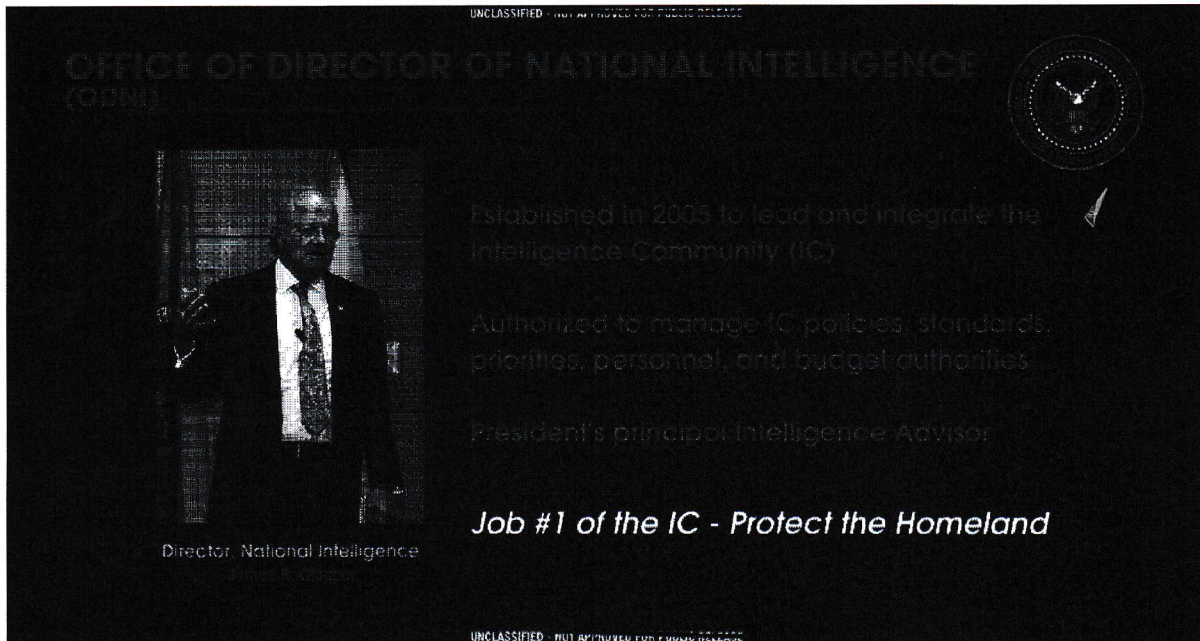 UNCLASSIFIED - NOT APPROVED FOR PUBLIC RELEASE
OFFICE OF DIRECTOR OF NATIONAL INTELLIGENCE
(ODNI)
Established in 2005 to lead and integrate the
Intelligence Community (IC)
Authorized to manage IC policies, standards,
priorities, personnel, and budget authorities
President's principal Intelligence Advisor
Job #1 of the IC - Protect the Homeland
Director, National Intelligence
UNCLASSIFIED - NOT APPROVED FOR PUBLIC RELEASE